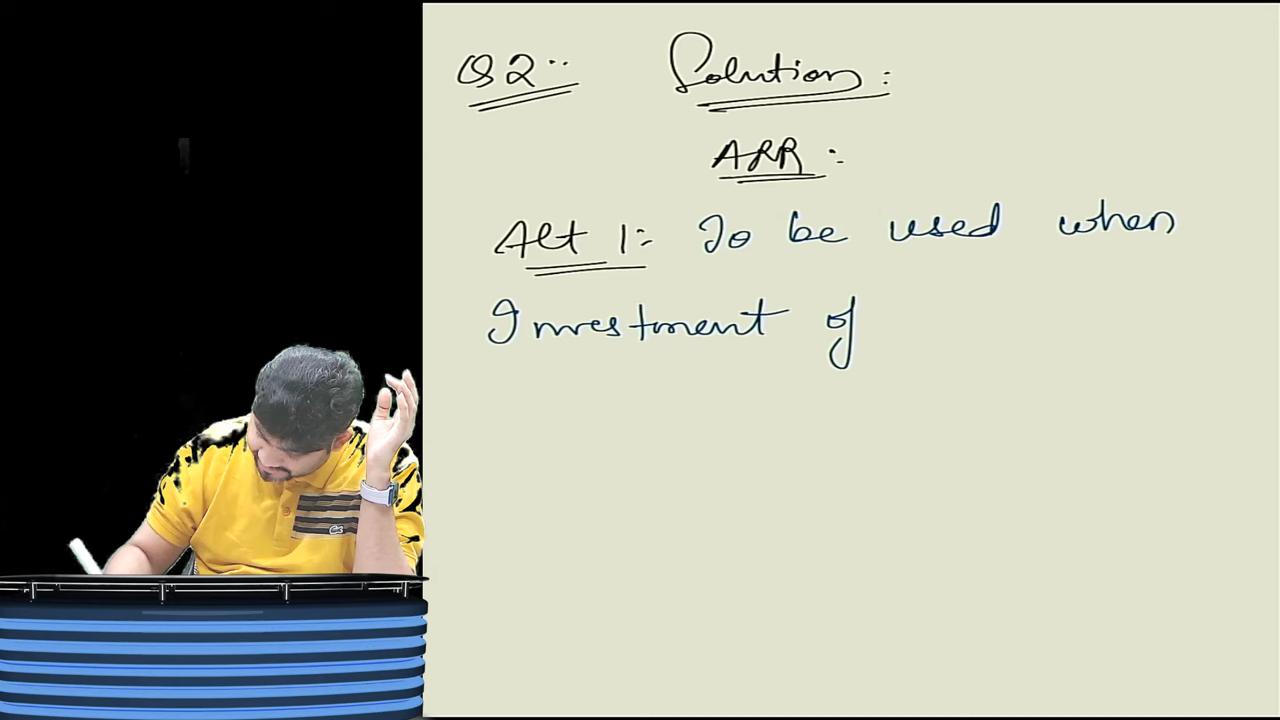 Q2:
Solution:
ARR:
Alt 1: To be used when
Investment of